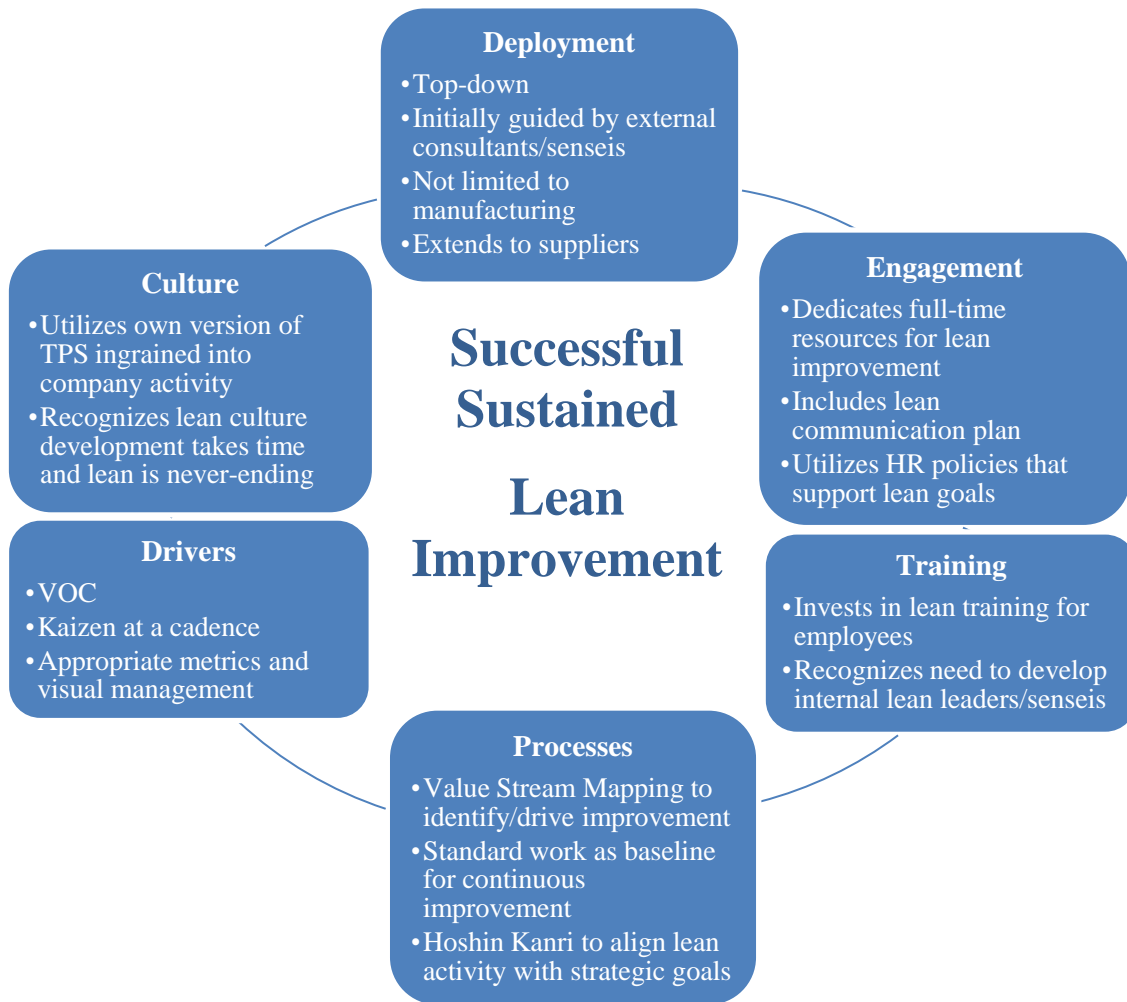 Deployment
•Top-down
•Initially guided by external
consultants/senseis
•Not limited to
manufacturing
•Extends to suppliers
Engagement
•Dedicates full-time
resources for lean
improvement
•Includes lean
communication plan
•Utilizes HR policies that
support lean goals
Training
•Invests in lean training for
employees
•Recognizes need to develop
internal lean leaders/senseis
Processes
•Value Stream Mapping to
identify/drive improvement
•Standard work as baseline
for continuous
improvement
•Hoshin Kanri to align lean
activity with strategic goals
Drivers
•VOC
•Kaizen at a cadence
•Appropriate metrics and
visual management
Culture
•Utilizes own version of
TPS ingrained into
company activity
•Recognizes lean culture
development takes time
and lean is never-ending
Successful
Sustained
Lean
Improvement